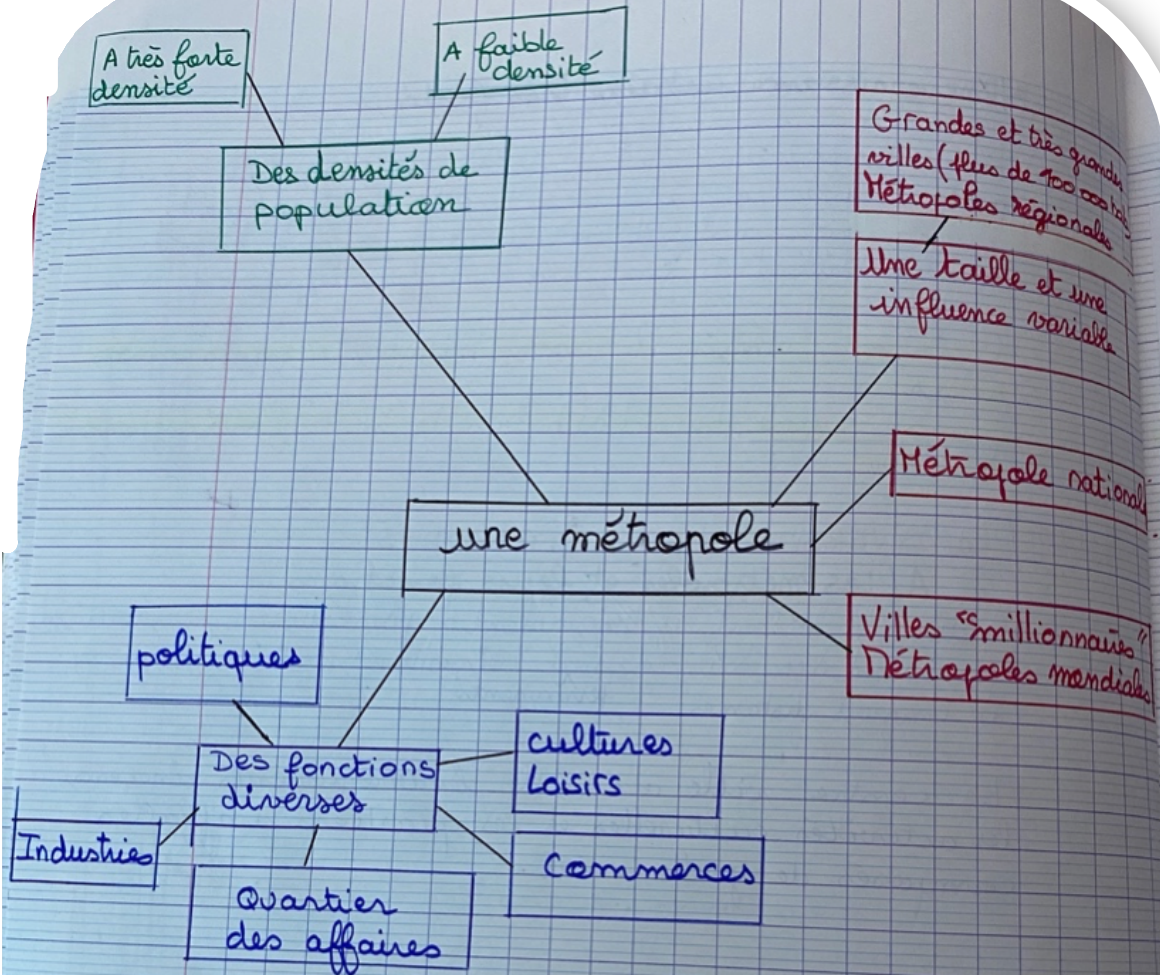 A très forte
densité
A faible
densité
Des densités de
population
Grandes et très grandes
villes (plus de 100 000 hab
Métropoles régionales
Une taille et une
influence variable
Métropole national
une métropole
Villes "millionnaires"
Métropoles mondiales
politiques
Des fonctions
diverses
cultures
Loisirs
Industries
Commerces
Quartier
des affaires